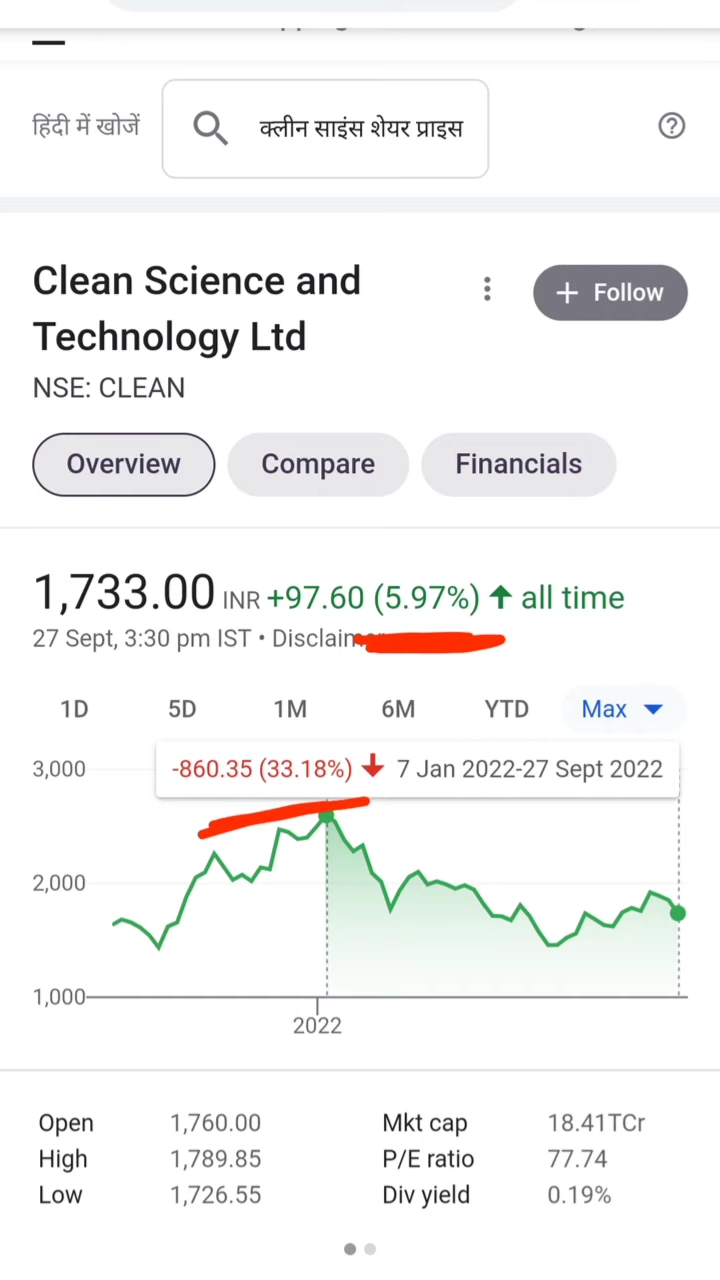 हिंदी में खोजें
क्लीन साइंस शेयर प्राइस
Clean Science and
Technology Ltd
+ Follow
NSE: CLEAN
Overview Compare Financials
1,733.00 INR +97.60 (5.97%) ↑ all time
27 Sept, 3:30 pm IST •
1D 5D 1M 6M YTD Max
3,000
-860.35 (33.18%) ↓ 7 Jan 2022-27 Sept 2022
2,000
1,000
2022
Open 1,760.00 Mkt cap 18.41TCr
High 1,789.85 P/E ratio 77.74
Low 1,726.55 Div yield 0.19%